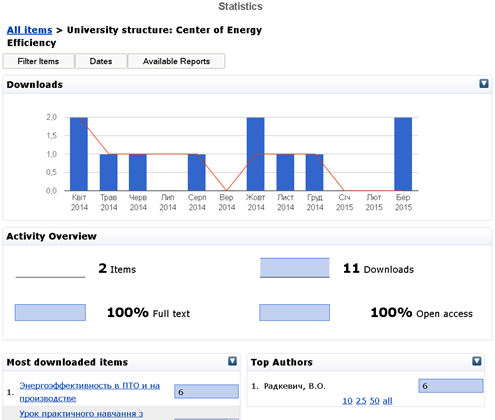 Statistics
All items > University structure: Center of Energy
Efficiency
Filter Items Dates Available Reports
Downloads
2,0
1,5
1,0
0,5
0,0
Квіт Трав Черв Лип Серп Вер Жовт Лист Груд Січ Лют Бер
2014 2014 2014 2014 2014 2014 2014 2014 2014 2015 2015 2015
Activity Overview
2 Items 11 Downloads
100% Full text 100% Open access
Most downloaded items
1. Энергоэффективность в ПТО и на 6
производстве
Урок практичного навчання з
Top Authors
1. Радкевич, В.О. 6
10 25 50 all